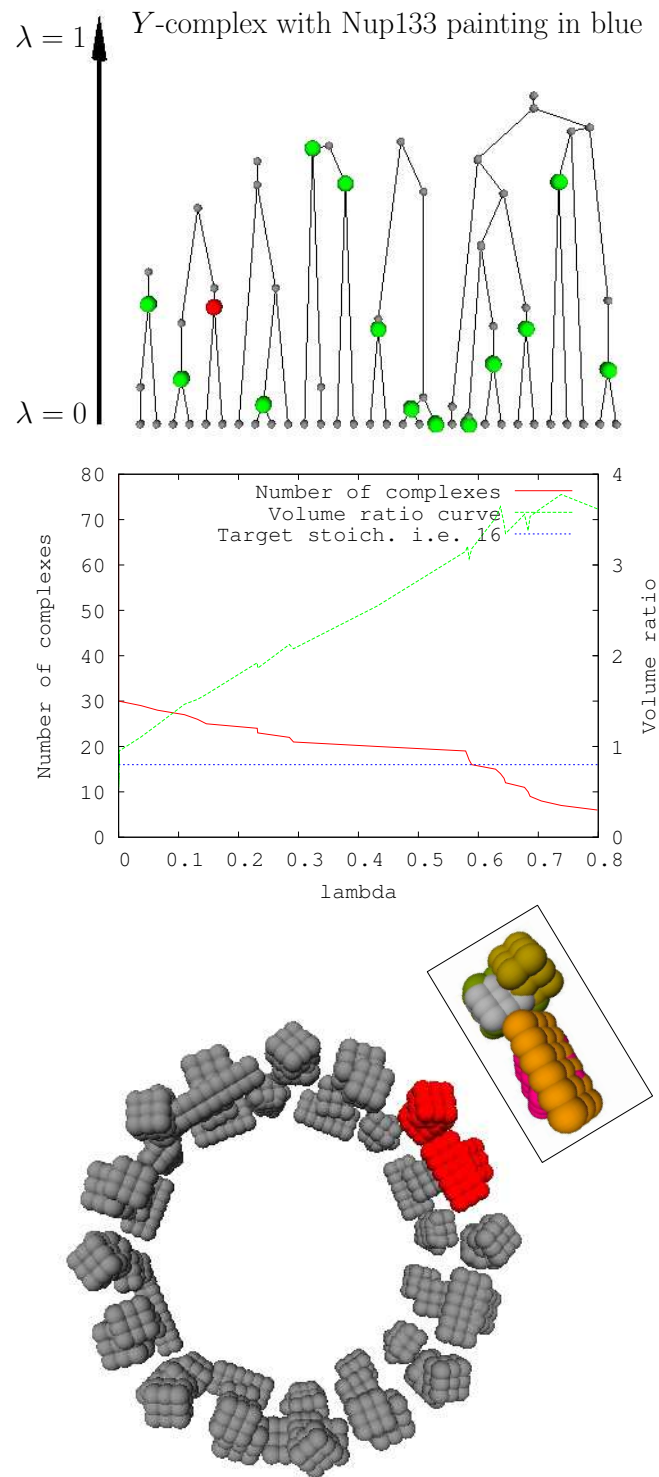 Y-complex with Nup133 painting in blue
λ = 1
λ = 0
Number of complexes
Volume ratio curve
Target stoich. i.e. 16
80
70
60
50
40
30
20
10
0
4
3
2
1
0
Number of complexes
Volume ratio
0 0.1 0.2 0.3 0.4 0.5 0.6 0.7 0.8
lambda